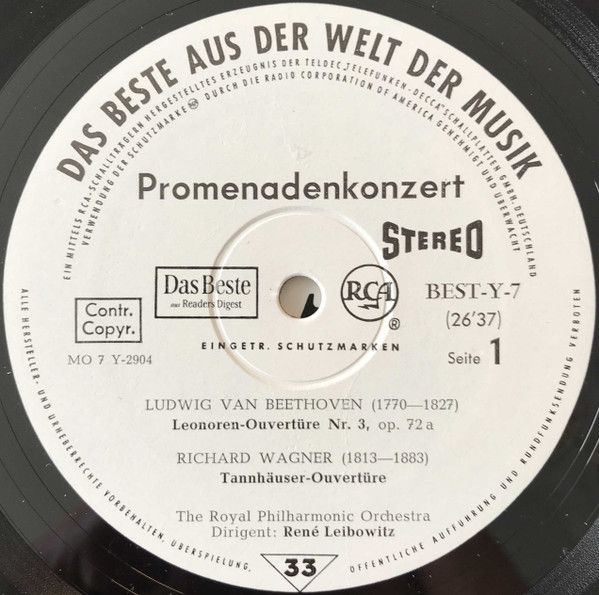 DAS BESTE AUS DER WELT DER MUSIK
EIN MITTELS RCA-SCHALLTRÄGERN HERGESTELLTES ERZEUGNIS DER TELDEC „TELEFUNKEN-DECCA" SCHALLPLATTEN GMBH. DEUTSCHLAND
VERWENDUNG DER SCHUTZMARKE RCA DURCH DIE RADIO CORPORATION OF AMERICA GENEHMIGT UND ÜBERWACHT
Promenadenkonzert
STEREO
Das Beste
aus Readers Digest
RCA
®
BEST-Y-7
(26'37)
Contr.
Copyr.
MO 7 Y-2904
EINGETR. SCHUTZMARKEN
Seite 1
LUDWIG VAN BEETHOVEN (1770—1827)
Leonoren-Ouvertüre Nr. 3, op. 72 a
RICHARD WAGNER (1813—1883)
Tannhäuser-Ouvertüre
The Royal Philharmonic Orchestra
Dirigent: René Leibowitz
33
ALLE HERSTELLER- UND URHEBERRECHTE VORBEHALTEN. ÜBERSPIELUNG, ÖFFENTLICHE AUFFÜHRUNG UND RUNDFUNKSENDUNG VERBOTEN